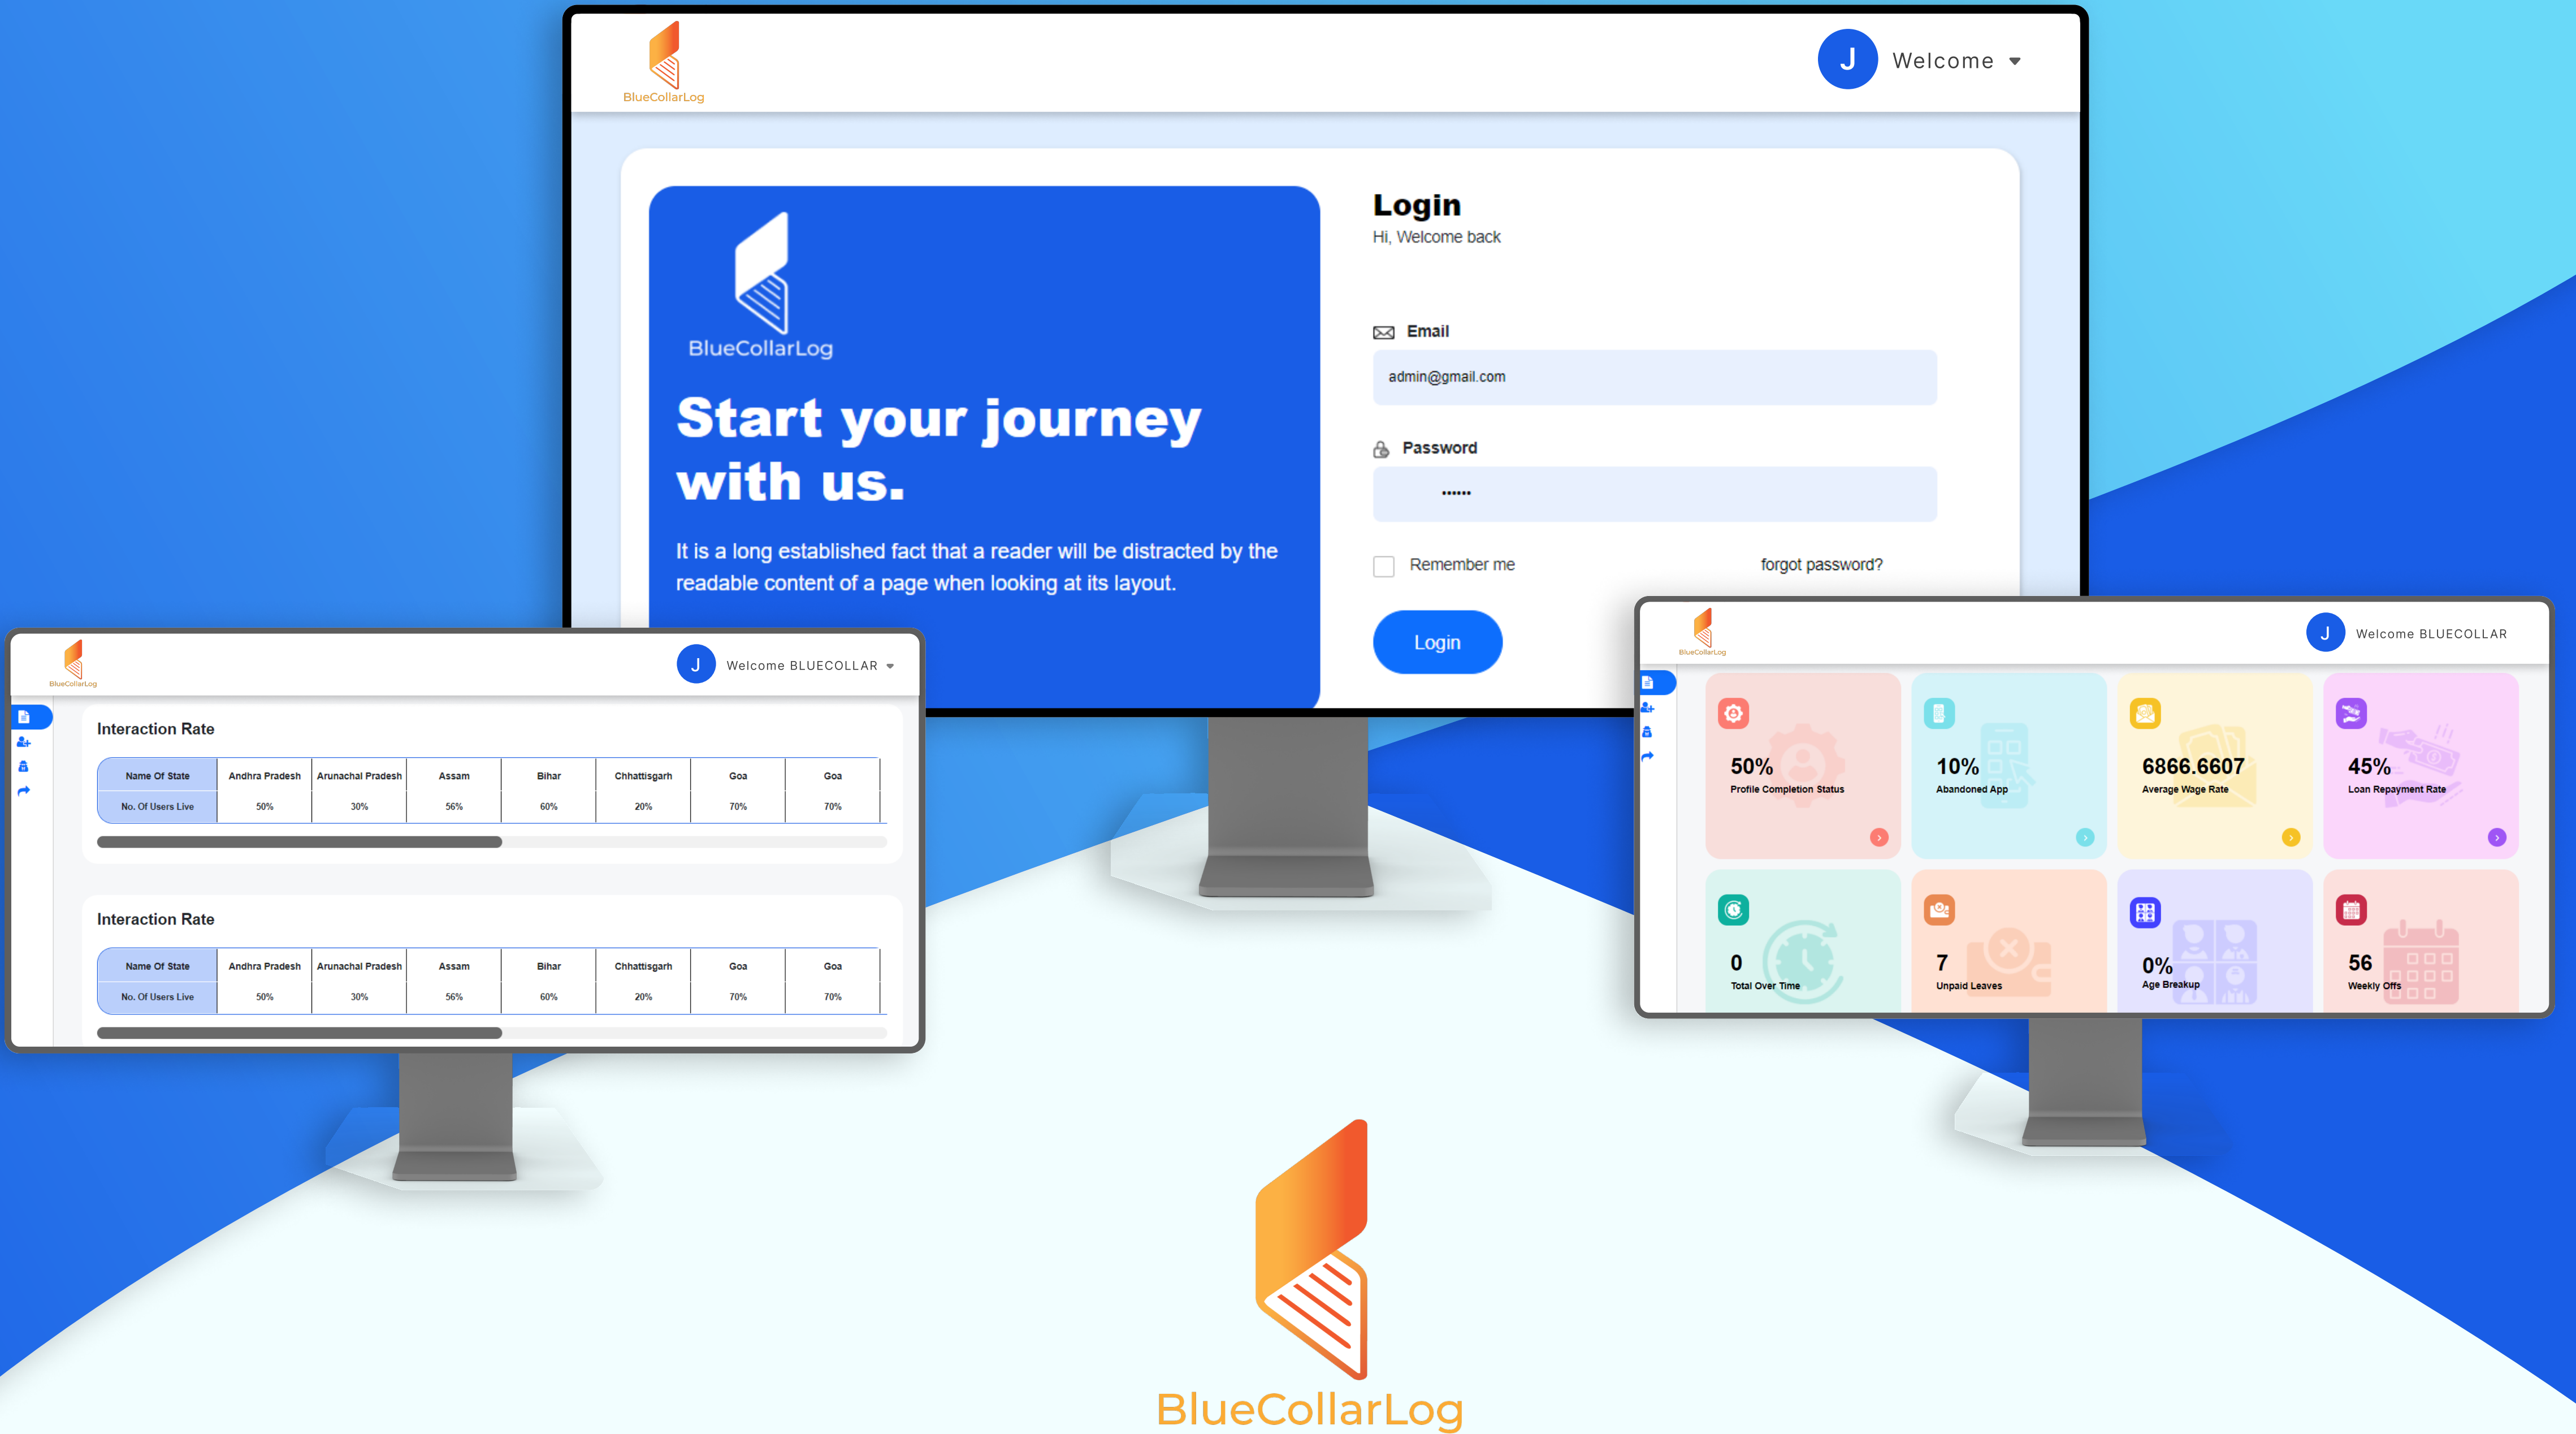 BlueCollarLog
J Welcome
BlueCollarLog
Start your journey
with us.
It is a long established fact that a reader will be distracted by the
readable content of a page when looking at its layout.
Login
Hi, Welcome back
Email
admin@gmail.com
Password
••••••
Remember me forgot password?
Login
BlueCollarLog
J Welcome BLUECOLLAR
Interaction Rate
Name Of State Andhra Pradesh Arunachal Pradesh Assam Bihar Chhattisgarh Goa Goa
No. Of Users Live 50% 30% 56% 60% 20% 70% 70%
Interaction Rate
Name Of State Andhra Pradesh Arunachal Pradesh Assam Bihar Chhattisgarh Goa Goa
No. Of Users Live 50% 30% 56% 60% 20% 70% 70%
BlueCollarLog
J Welcome BLUECOLLAR
50%
Profile Completion Status
10%
Abandoned App
6866.6607
Average Wage Rate
45%
Loan Repayment Rate
0
Total Over Time
7
Unpaid Leaves
0%
Age Breakup
56
Weekly Offs
BlueCollarLog